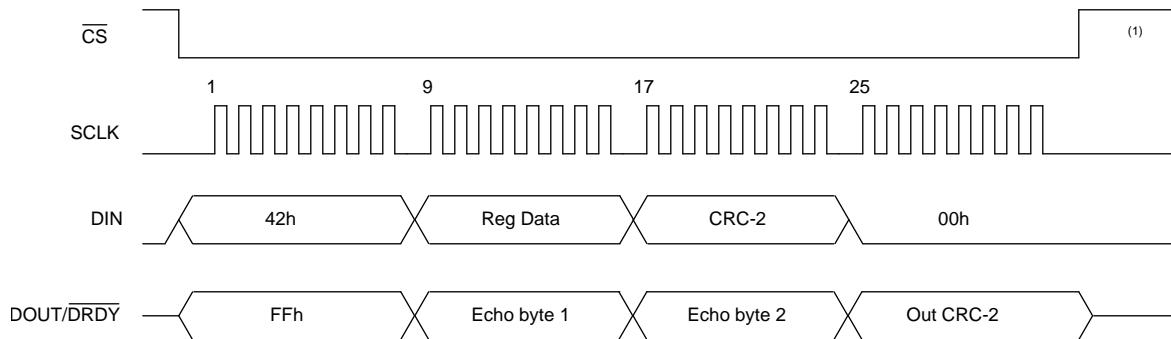 CS
(1)
1 9 17 25
SCLK
DIN 42h Reg Data CRC-2 00h
DOUT/DRDY FFh Echo byte 1 Echo byte 2 Out CRC-2